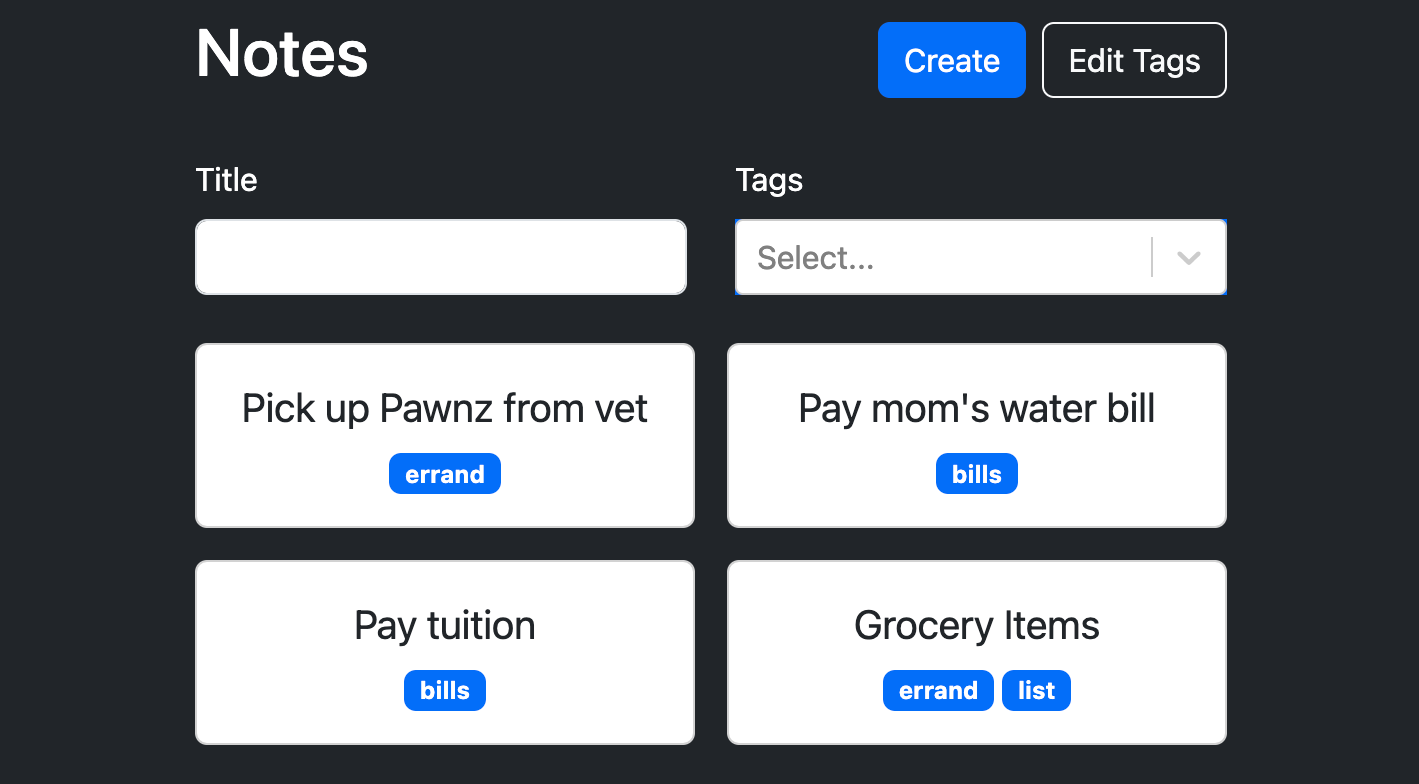 Notes
Create
Edit Tags
Title
Tags
Select...
Pick up Pawnz from vet
errand
Pay mom's water bill
bills
Pay tuition
bills
Grocery Items
errand list